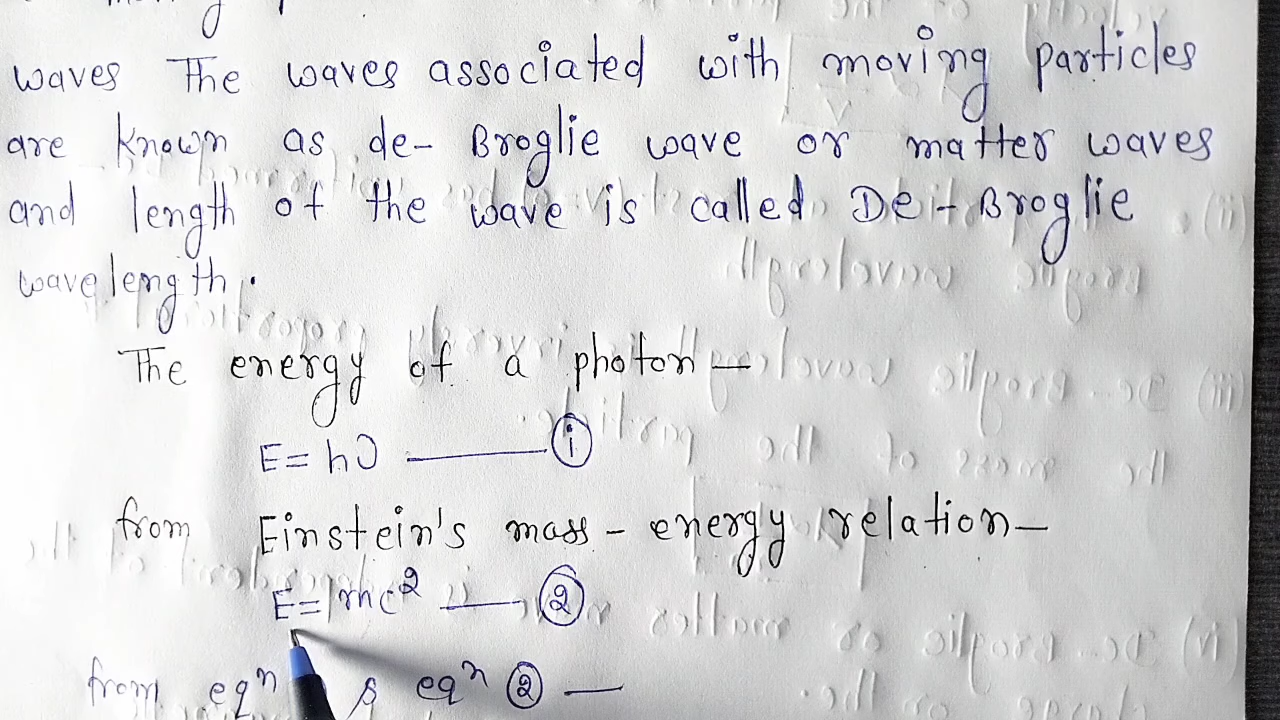 waves The waves associated with moving particles
are known as de- Broglie wave or matter waves
and length of the wave is called De - Broglie
wavelength.
The energy of a photon —
E = hν — ⓘ
from Einstein's mass - energy relation —
E = mc² — ②
from eqⁿ & eqⁿ ② —